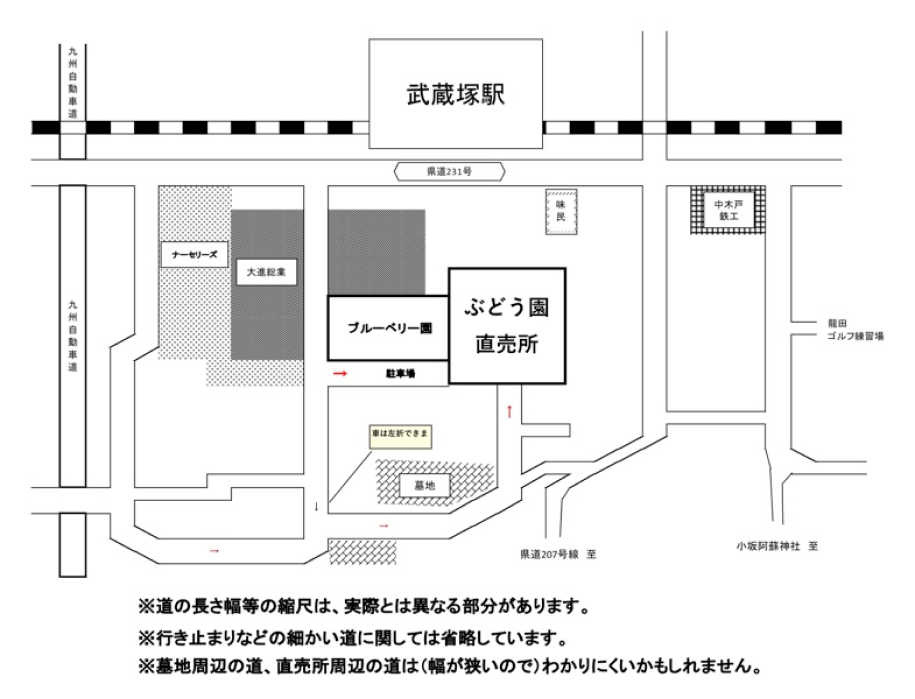 九州自動車道
武蔵塚駅
県道231号
味民
中木戸
鉄工
ナーセリーズ
大進総業
ぶどう園
直売所
ブルーベリー園
九州自動車道
龍田
ゴルフ練習場
→ 駐車場
車は左折できま
墓地
県道207号線 至
小坂阿蘇神社 至
※道の長さ幅等の縮尺は、実際とは異なる部分があります。
※行き止まりなどの細かい道に関しては省略しています。
※墓地周辺の道、直売所周辺の道は(幅が狭いので)わかりにくいかもしれません。